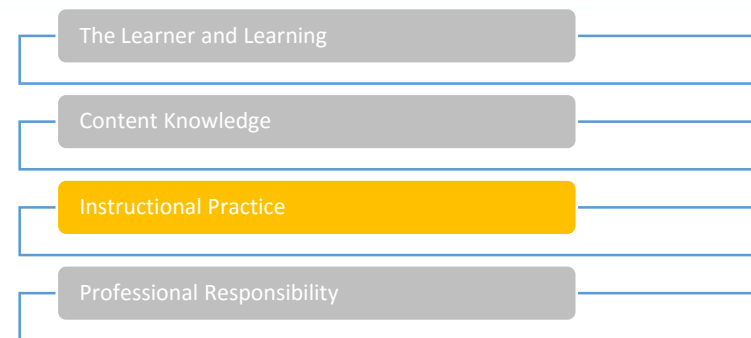 The Learner and Learning
Content Knowledge
Instructional Practice
Professional Responsibility